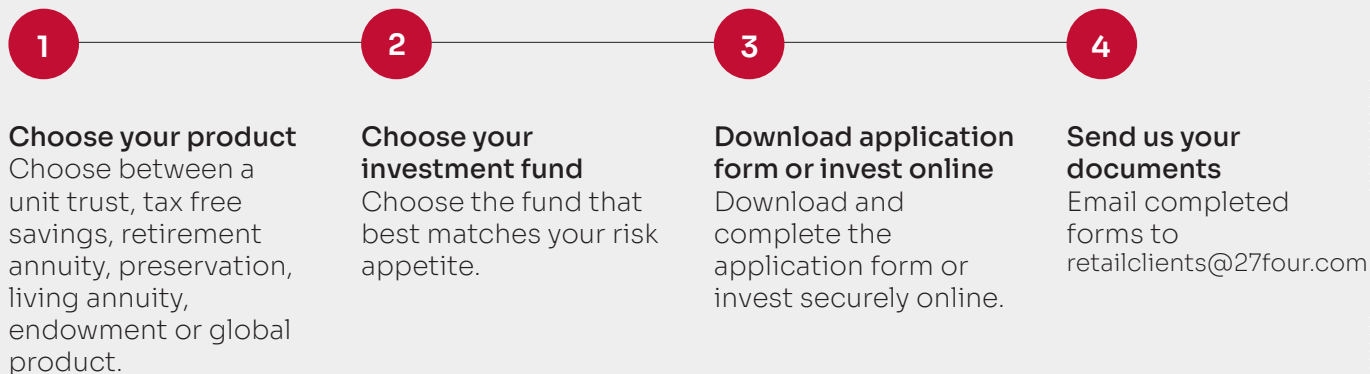 1
2
3
4
Choose your product
Choose between a
unit trust, tax free
savings, retirement
annuity, preservation,
living annuity,
endowment or global
product.
Choose your
investment fund
Choose the fund that
best matches your risk
appetite.
Download application
form or invest online
Download and
complete the
application form or
invest securely online.
Send us your
documents
Email completed
forms to
retailclients@27four.com